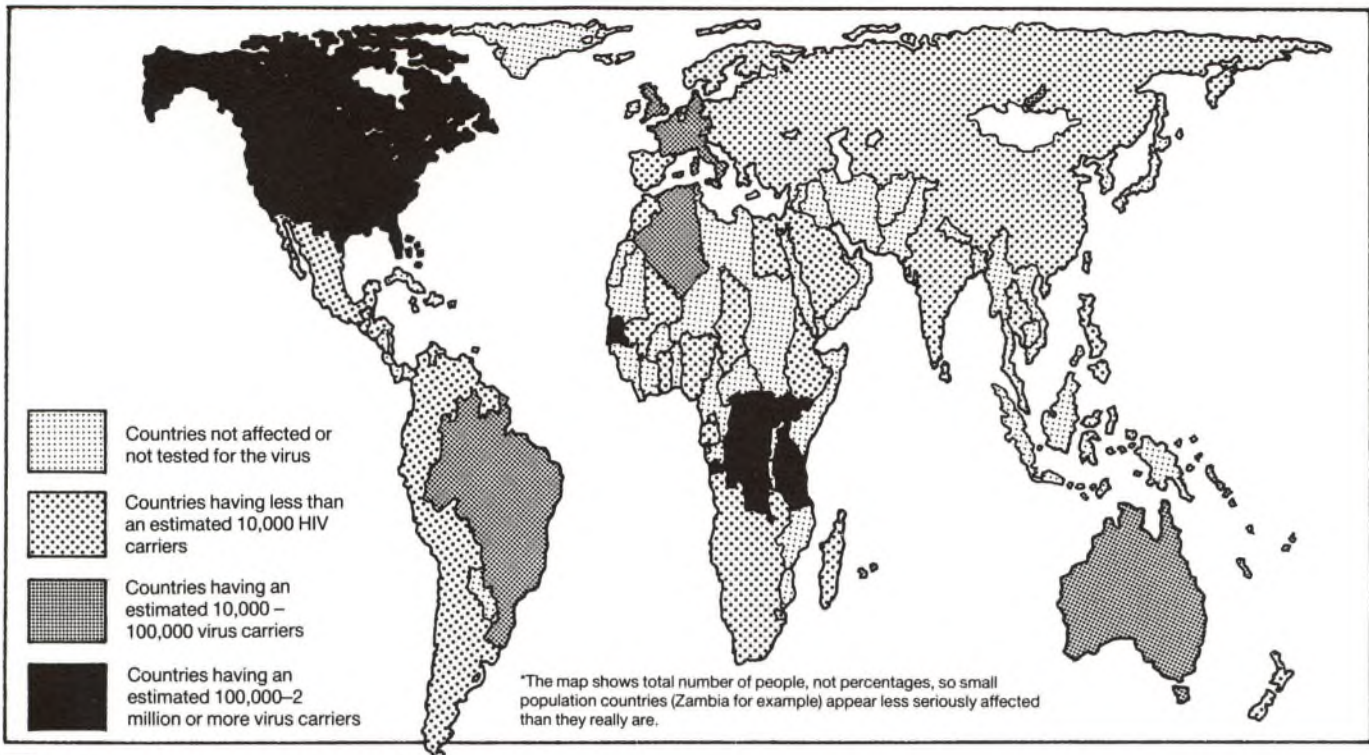 Countries not affected or
not tested for the virus
Countries having less than
an estimated 10,000 HIV
carriers
Countries having an
estimated 10,000 –
100,000 virus carriers
Countries having an
estimated 100,000–2
million or more virus carriers
*The map shows total number of people, not percentages, so small
population countries (Zambia for example) appear less seriously affected
than they really are.